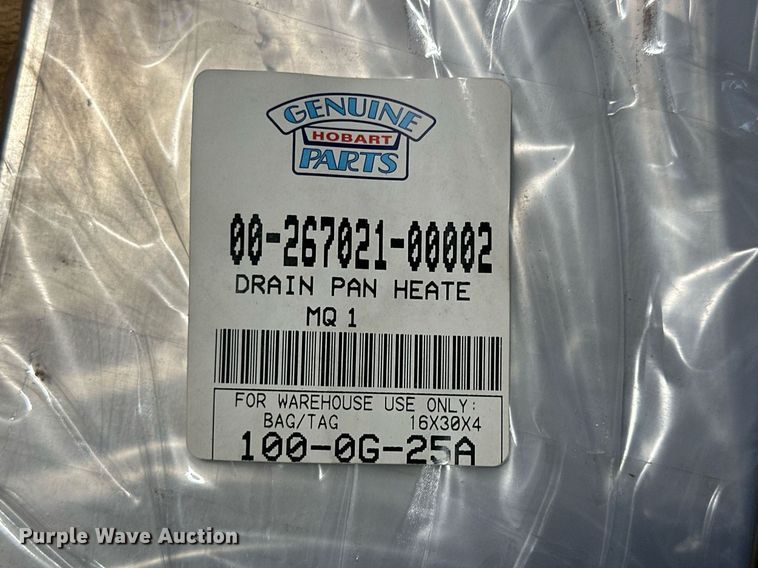 GENUINE
HOBART
PARTS
00-267021-00002
DRAIN PAN HEATE
MQ 1
FOR WAREHOUSE USE ONLY:
BAG/TAG 16X30X4
100-0G-25A
Purple Wave Auction